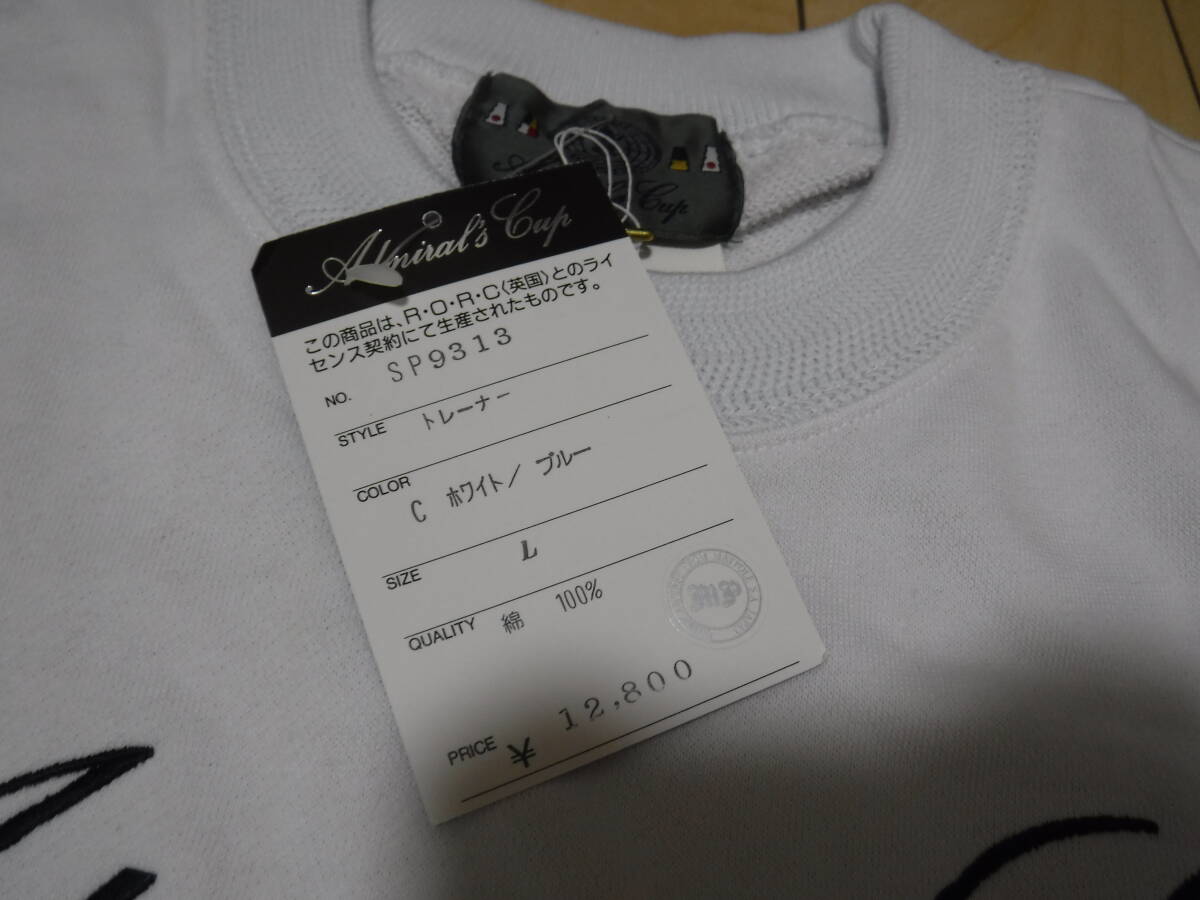 Cup
Admiral's Cup
この商品は、R・O・R・C〈英国〉とのライ
センス契約にて生産されたものです。
NO. SP9313
STYLE トレーナー
COLOR C ホワイト/ ブルー
SIZE L
QUALITY 綿 100%
PRICE ¥ 12,800